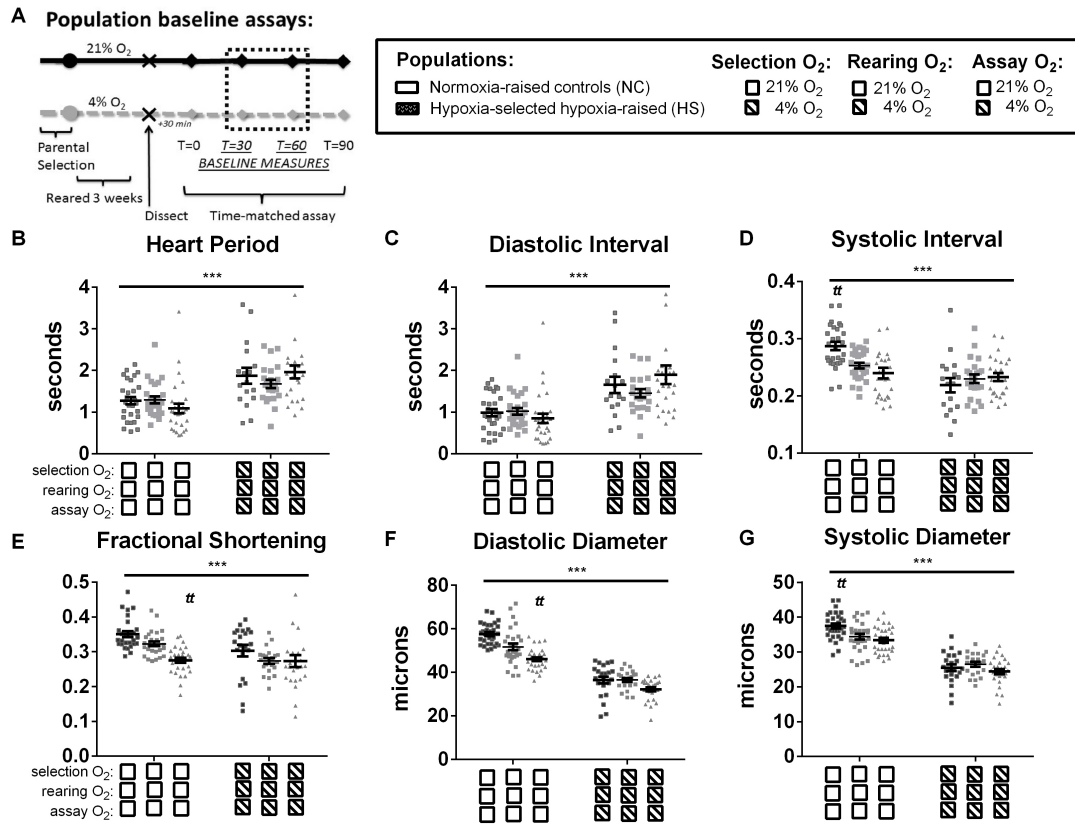 A
Population baseline assays:
21% O2
4% O2
+30 min
T=0 T=30 T=60 T=90
BASELINE MEASURES
Parental
Selection
Reared 3 weeks
Dissect
Time-matched assay
Populations:
Normoxia-raised controls (NC)
Hypoxia-selected hypoxia-raised (HS)
Selection O2:
21% O2
4% O2
Rearing O2:
21% O2
4% O2
Assay O2:
21% O2
4% O2
B
Heart Period
***
seconds
4
3
2
1
0
selection O2:
rearing O2:
assay O2:
C
Diastolic Interval
***
seconds
4
3
2
1
0
D
Systolic Interval
***
tt
seconds
0.4
0.3
0.2
0.1
E
Fractional Shortening
***
tt
0.5
0.4
0.3
0.2
0.1
0.0
selection O2:
rearing O2:
assay O2:
F
Diastolic Diameter
***
tt
microns
80
60
40
20
0
G
Systolic Diameter
***
tt
microns
50
40
30
20
10
0